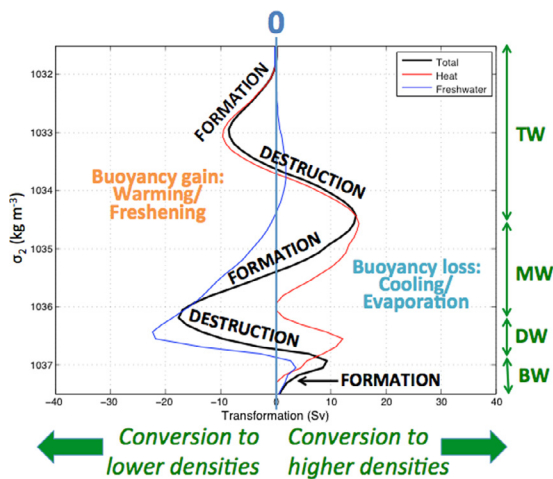 0
Total
Heat
Freshwater
1032
1033
1034
1035
1036
1037
σ2 (kg m-3)
FORMATION
DESTRUCTION
Buoyancy gain:
Warming/
Freshening
FORMATION
Buoyancy loss:
Cooling/
Evaporation
DESTRUCTION
FORMATION
TW
MW
DW
BW
-40 -30 -20 -10 0 10 20 30 40
Transformation (Sv)
Conversion to
lower densities
Conversion to
higher densities